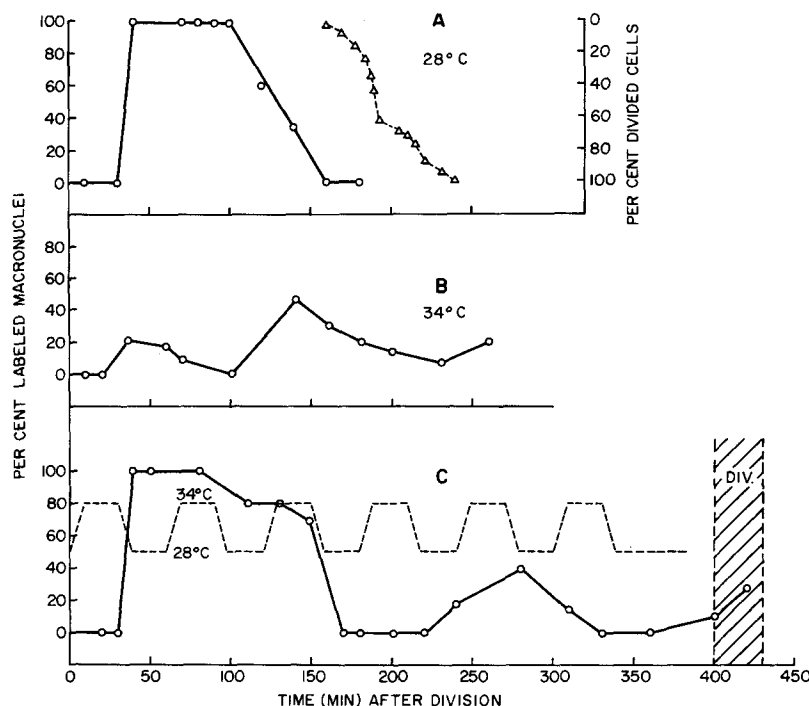 A
28°C
100
80
60
40
20
0
0
20
40
60
80
100
PER CENT DIVIDED CELLS
PER CENT LABELED MACRONUCLEI
B
34°C
80
60
40
20
0
C
DIV.
34°C
28°C
100
80
60
40
20
0
0 50 100 150 200 250 300 350 400 450
TIME (MIN) AFTER DIVISION